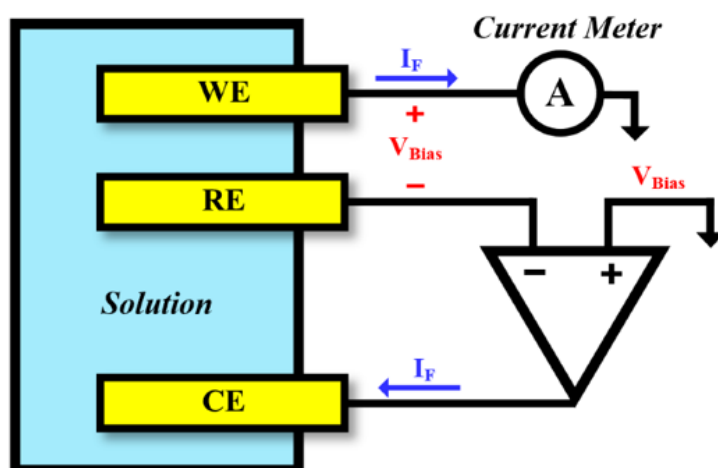 Current Meter
I_F
WE
A
+
V_Bias
−
V_Bias
RE
− +
Solution
I_F
CE